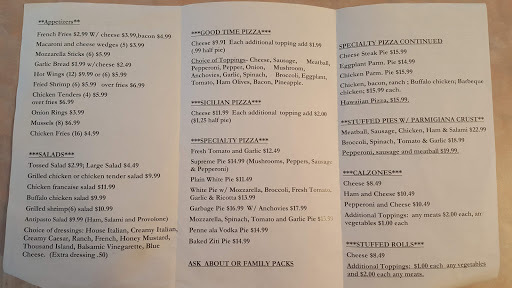 **Appetizers**
French Fries $2.99 W/ cheese $3.99,bacon $4.99
Macaroni and cheese wedges (5) $3.99
Mozzarella Sticks (6) $5.99
Garlic Bread $1.99 w/cheese $2.49
Hot Wings (12) $9.99 or (6) $5.99
Fried Shrimp (6) $5.99 over fries $6.99
Chicken Tenders (4) $5.99
over fries $6.99
Onion Rings $3.99
Mussels (8) $6.99
Chicken Fries (16) $4.99
***SALADS***
Tossed Salad $2.99; Large Salad $4.49
Grilled chicken or chicken tender salad $9.99
Chicken francaise salad $11.99
Buffalo chicken salad $9.99
Grilled shrimp(6) salad $10.99
Antipasto Salad $9.99 (Ham, Salami and Provolone)
Choice of dressings: House Italian, Creamy Italian,
Creamy Caesar, Ranch, French, Honey Mustard,
Thousand Island, Balsamic Vinegarette, Blue
Cheese. (Extra dressing .50)
***GOOD TIME PIZZA***
Cheese $9.91 Each additional topping add $1.99
(.99 half pie)
Choice of Toppings- Cheese, Sausage, Meatball,
Pepperoni, Pepper, Onion, Mushroom,
Anchovies, Garlic, Spinach, Broccoli, Eggplant,
Tomato, Ham Olives, Bacon, Pineapple.
***SICILIAN PIZZA***
Cheese $11.99 Each additional topping add $2.00
($1.25 half pie)
***SPECIALTY PIZZA***
Fresh Tomato and Garlic $12.49
Supreme Pie $14.99 (Mushrooms, Peppers, Sausage
& Pepperoni)
Plain White Pie $11.49
White Pie w/ Mozzarella, Broccoli, Fresh Tomato,
Garlic & Ricotta $15.99
Garbage Pie $16.99 W/ Anchovies $17.99
Mozzarella, Spinach, Tomato and Garlic Pie
Penne ala Vodka Pie $14.99
Baked Ziti Pie $14.99
ASK ABOUT OR FAMILY PACKS
SPECIALTY PIZZA CONTINUED
Cheese Steak Pie $15.99
Eggplant Parm. Pie $14.99
Chicken Parm. Pie $15.99
Chicken, bacon, ranch ; Buffalo chicken; Barbeque
chicken; $15.99 each.
Hawaiian Pizza, $15.99.
**STUFFED PIES W/ PARMIGIANA CRUST**
Meatball, Sausage, Chicken, Ham & Salami $22.99
Broccoli, Spinach, Tomato & Garlic $18.99
Pepperoni, sausage and meatball $19.99.
***CALZONES***
Cheese $8.49
Ham and Cheese $10.49
Pepperoni and Cheese $10.49
Additional Toppings: any meats $2.00 each, an
vegetables $1.00 each
***STUFFED ROLLS***
Cheese $8.49
Additional Toppings: $1.00 each any vegetables
and $2.00 each any meats.